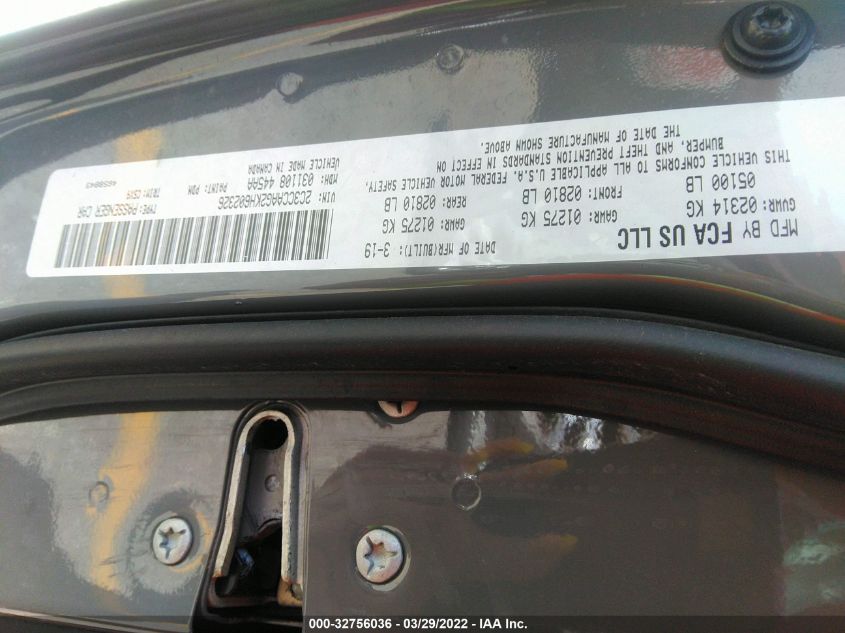 MFD BY FCA US LLC
DATE OF MFR(BUILT): 3-19
GVWR: 02314 KG
GAWR: 01275 KG
GAWR: 01275 KG
05100 LB
FRONT: 02810 LB
REAR: 02810 LB
THIS VEHICLE CONFORMS TO ALL APPLICABLE U.S.A. FEDERAL MOTOR VEHICLE SAFETY,
BUMPER, AND THEFT PREVENTION STANDARDS IN EFFECT ON
THE DATE OF MANUFACTURE SHOWN ABOVE.
VIN: 2C3CCAAG2KH602326
TYPE: PASSENGER CAR
MDH: 031108 445AA
PAINT: PDN
VEHICLE MADE IN CANADA
TRIM:
000-32756036 - 03/29/2022 - IAA Inc.